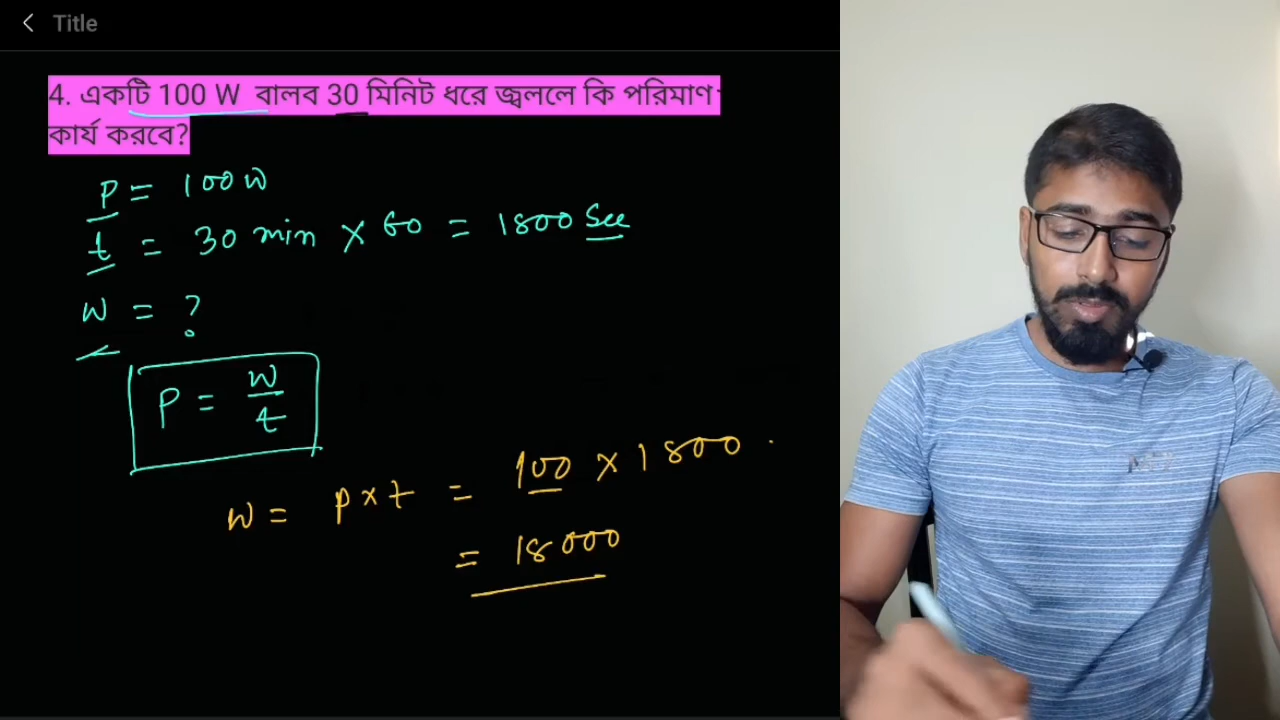 Title
4. একটি 100 W বালব 30 মিনিট ধরে জ্বললে কি পরিমাণ
কার্য করবে?
P = 100 W
t = 30 min × 60 = 1800 Sec
W = ?
P = W/t
W = P × t = 100 × 1800
= 18000